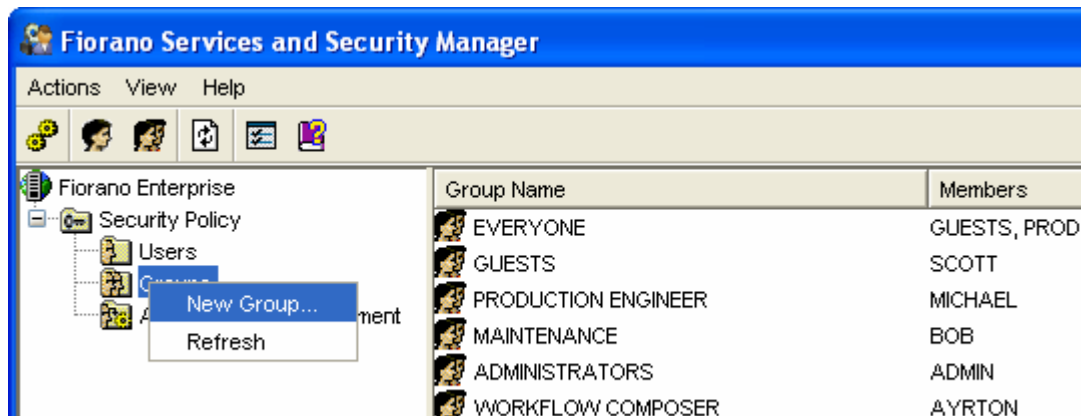 Fiorano Services and Security Manager
Actions View Help
Fiorano Enterprise
Security Policy
Users
New Group...
Refresh
Group Name Members
EVERYONE GUESTS, PROD
GUESTS SCOTT
PRODUCTION ENGINEER MICHAEL
MAINTENANCE BOB
ADMINISTRATORS ADMIN
WORKFLOW COMPOSER AYRTON